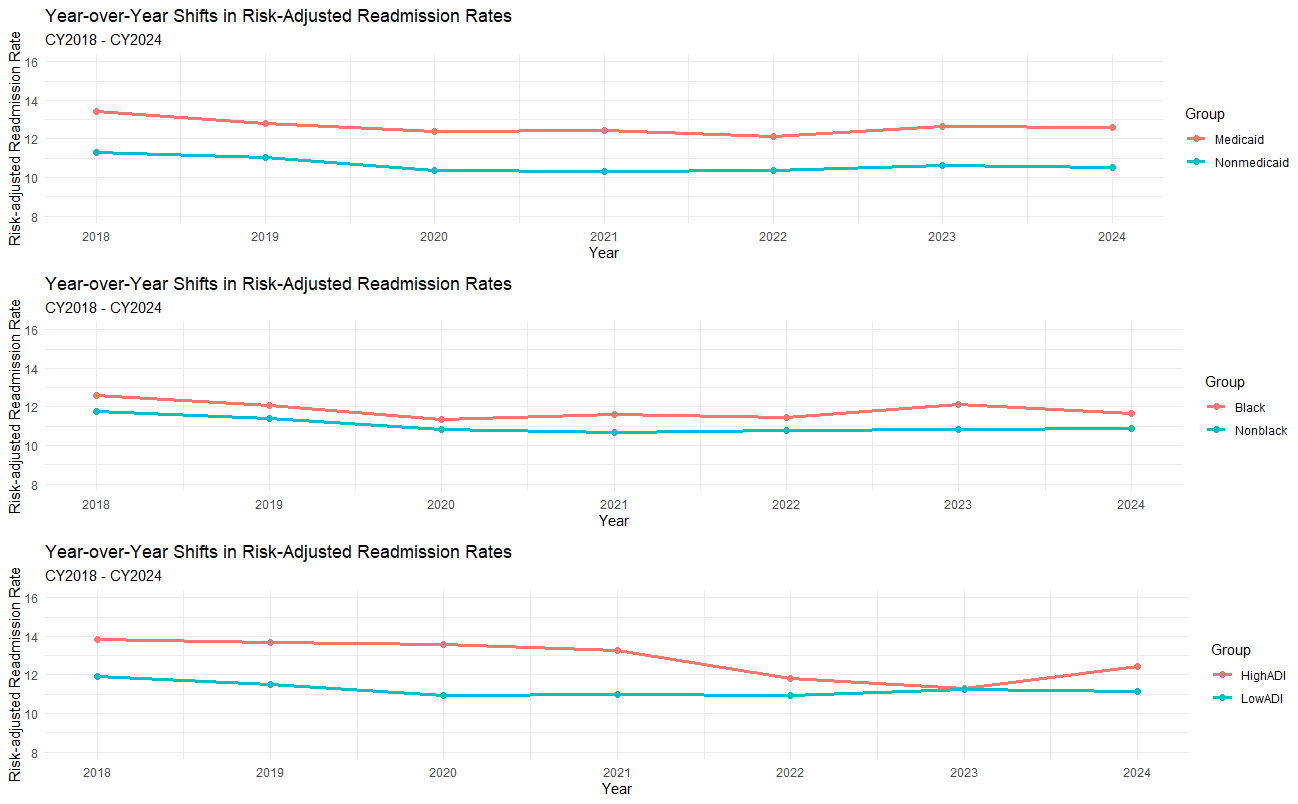 Year-over-Year Shifts in Risk-Adjusted Readmission Rates
CY2018 - CY2024
Risk-adjusted Readmission Rate
16
14
12
10
8
2018 2019 2020 2021 2022 2023 2024
Year
Group
Medicaid
Nonmedicaid
Year-over-Year Shifts in Risk-Adjusted Readmission Rates
CY2018 - CY2024
Risk-adjusted Readmission Rate
16
14
12
10
8
2018 2019 2020 2021 2022 2023 2024
Year
Group
Black
Nonblack
Year-over-Year Shifts in Risk-Adjusted Readmission Rates
CY2018 - CY2024
Risk-adjusted Readmission Rate
16
14
12
10
8
2018 2019 2020 2021 2022 2023 2024
Year
Group
HighADI
LowADI